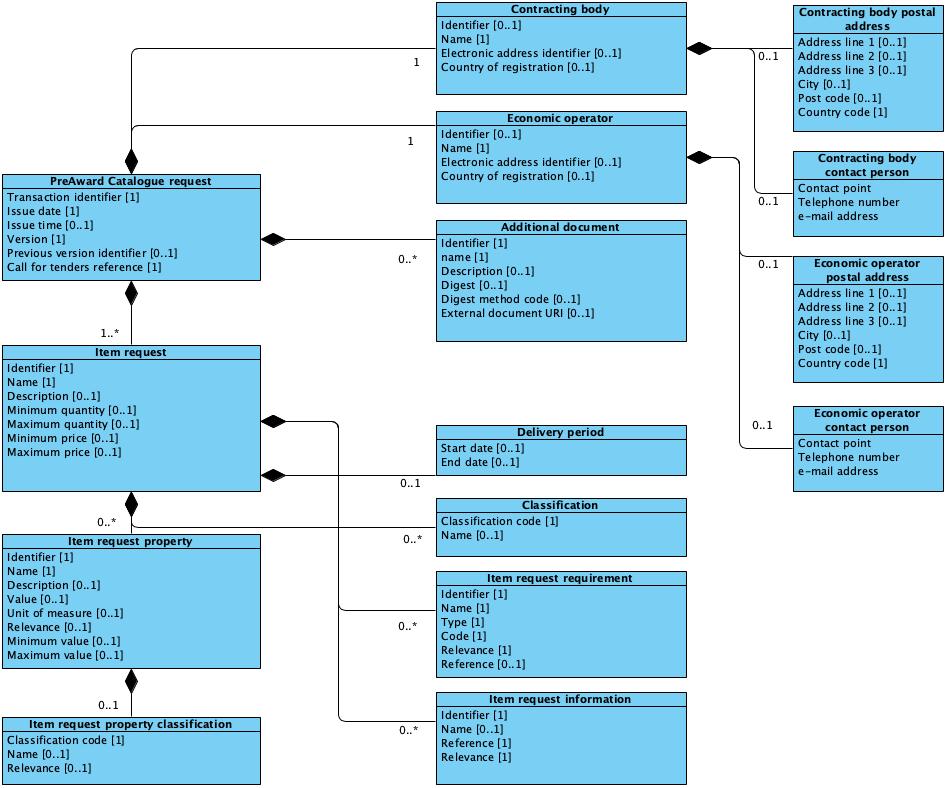 Contracting body
Identifier [0..1]
Name [1]
Electronic address identifier [0..1]
Country of registration [0..1]
1
Contracting body postal
address
Address line 1 [0..1]
Address line 2 [0..1]
Address line 3 [0..1]
City [0..1]
Post code [0..1]
Country code [1]
0..1
Economic operator
Identifier [0..1]
Name [1]
Electronic address identifier [0..1]
Country of registration [0..1]
1
Contracting body
contact person
Contact point
Telephone number
e-mail address
0..1
PreAward Catalogue request
Transaction identifier [1]
Issue date [1]
Issue time [0..1]
Version [1]
Previous version identifier [0..1]
Call for tenders reference [1]
Additional document
Identifier [1]
name [1]
Description [0..1]
Digest [0..1]
Digest method code [0..1]
External document URI [0..1]
0..*
Economic operator
postal address
Address line 1 [0..1]
Address line 2 [0..1]
Address line 3 [0..1]
City [0..1]
Post code [0..1]
Country code [1]
0..1
1..*
Item request
Identifier [1]
Name [1]
Description [0..1]
Minimum quantity [0..1]
Maximum quantity [0..1]
Minimum price [0..1]
Maximum price [0..1]
Economic operator
contact person
Contact point
Telephone number
e-mail address
0..1
Delivery period
Start date [0..1]
End date [0..1]
0..1
Classification
Classification code [1]
Name [0..1]
0..*
0..*
Item request property
Identifier [1]
Name [1]
Description [0..1]
Value [0..1]
Unit of measure [0..1]
Relevance [0..1]
Minimum value [0..1]
Maximum value [0..1]
Item request requirement
Identifier [1]
Name [1]
Type [1]
Code [1]
Relevance [1]
Reference [0..1]
0..*
0..1
Item request property classification
Classification code [1]
Name [0..1]
Relevance [0..1]
Item request information
Identifier [1]
Name [0..1]
Reference [1]
Relevance [1]
0..*